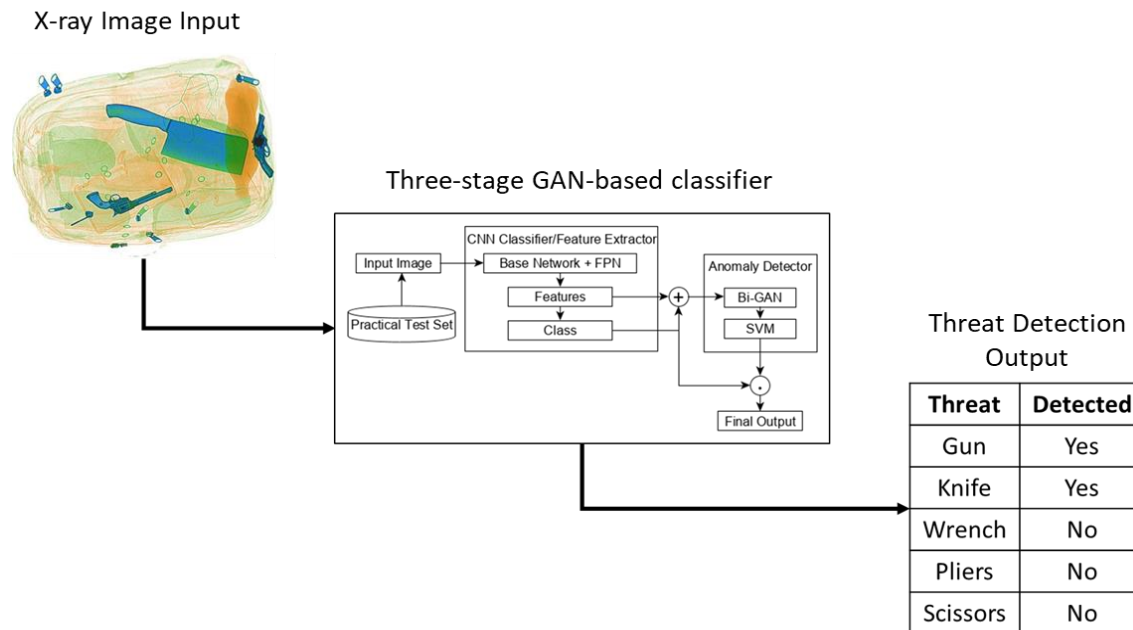 X-ray Image Input
Three-stage GAN-based classifier
CNN Classifier/Feature Extractor
Input Image
Base Network + FPN
Anomaly Detector
Features
+
Bi-GAN
Practical Test Set
Class
SVM
.
Final Output
Threat Detection
Output
Threat Detected
Gun Yes
Knife Yes
Wrench No
Pliers No
Scissors No